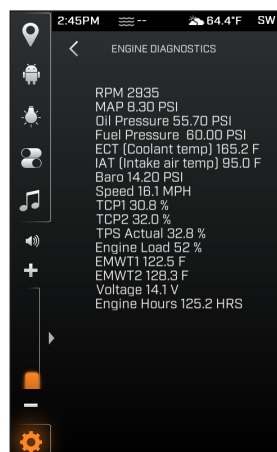 2:45PM -- 64.4°F SW
ENGINE DIAGNOSTICS
RPM 2935
MAP 8.30 PSI
Oil Pressure 55.70 PSI
Fuel Pressure 60.00 PSI
ECT (Coolant temp) 165.2 F
IAT (Intake air temp) 95.0 F
Baro 14.20 PSI
Speed 16.1 MPH
TCP1 30.8 %
TCP2 32.0 %
TPS Actual 32.8 %
Engine Load 52 %
EMWT1 122.5 F
EMWT2 128.3 F
Voltage 14.1 V
Engine Hours 125.2 HRS